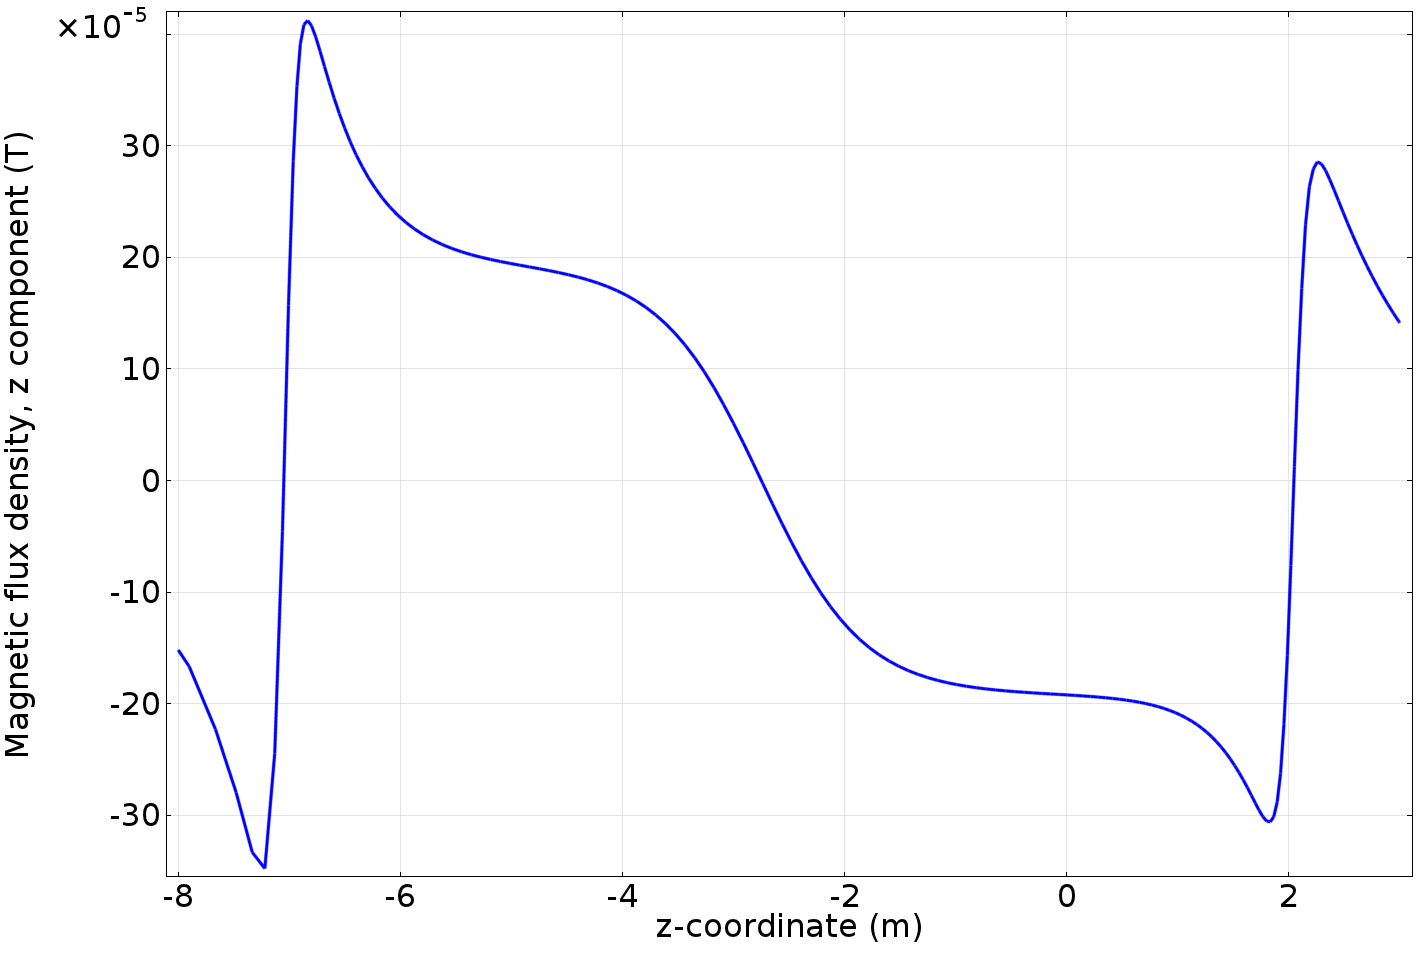 ×10⁻⁵
30
20
10
0
-10
-20
-30
-8 -6 -4 -2 0 2
z-coordinate (m)
Magnetic flux density, z component (T)